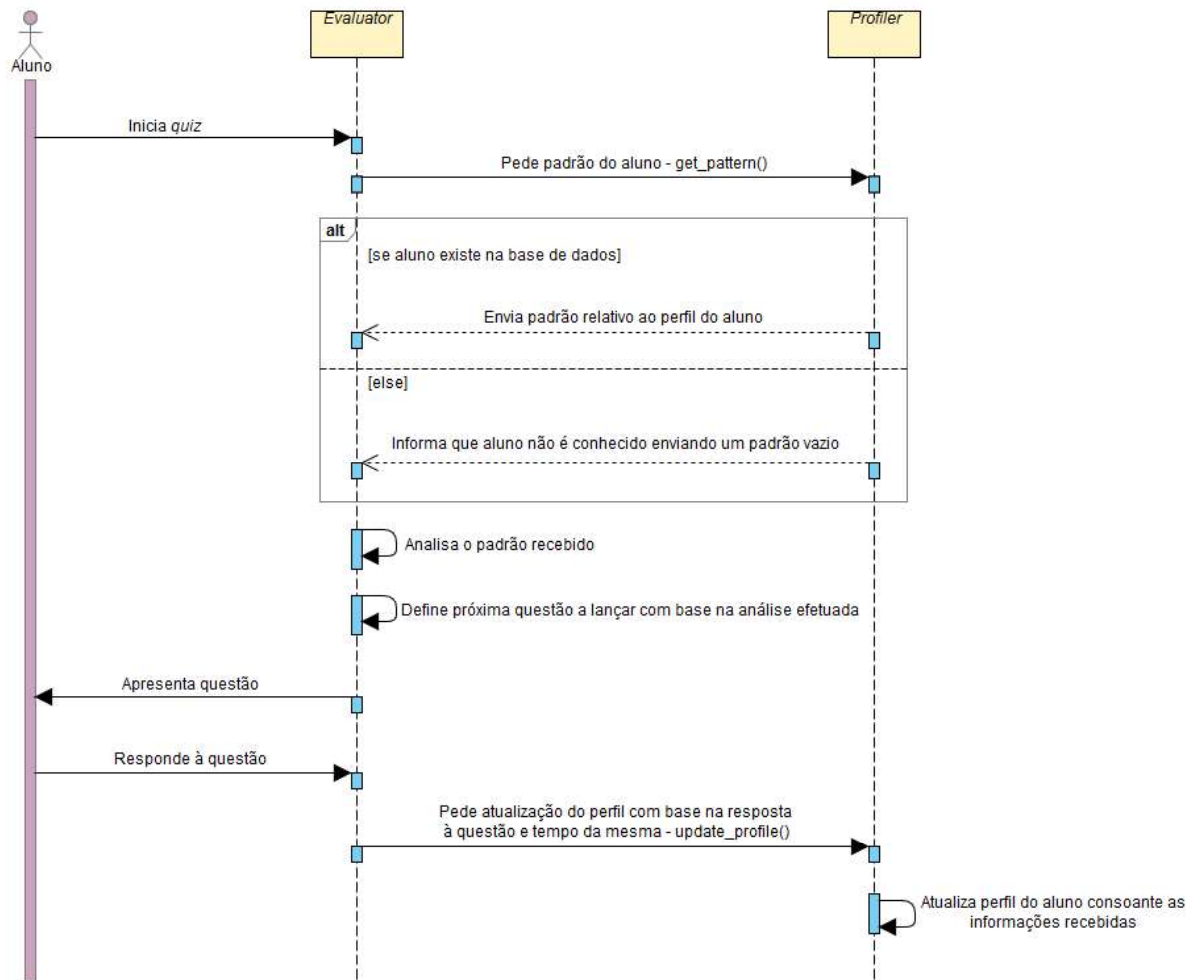 Evaluator
Profiler
Aluno
Inicia quiz
Pede padrão do aluno - get_pattern()
alt
[se aluno existe na base de dados]
Envia padrão relativo ao perfil do aluno
[else]
Informa que aluno não é conhecido enviando um padrão vazio
Analisa o padrão recebido
Define próxima questão a lançar com base na análise efetuada
Apresenta questão
Responde à questão
Pede atualização do perfil com base na resposta
à questão e tempo da mesma - update_profile()
Atualiza perfil do aluno consoante as
informações recebidas